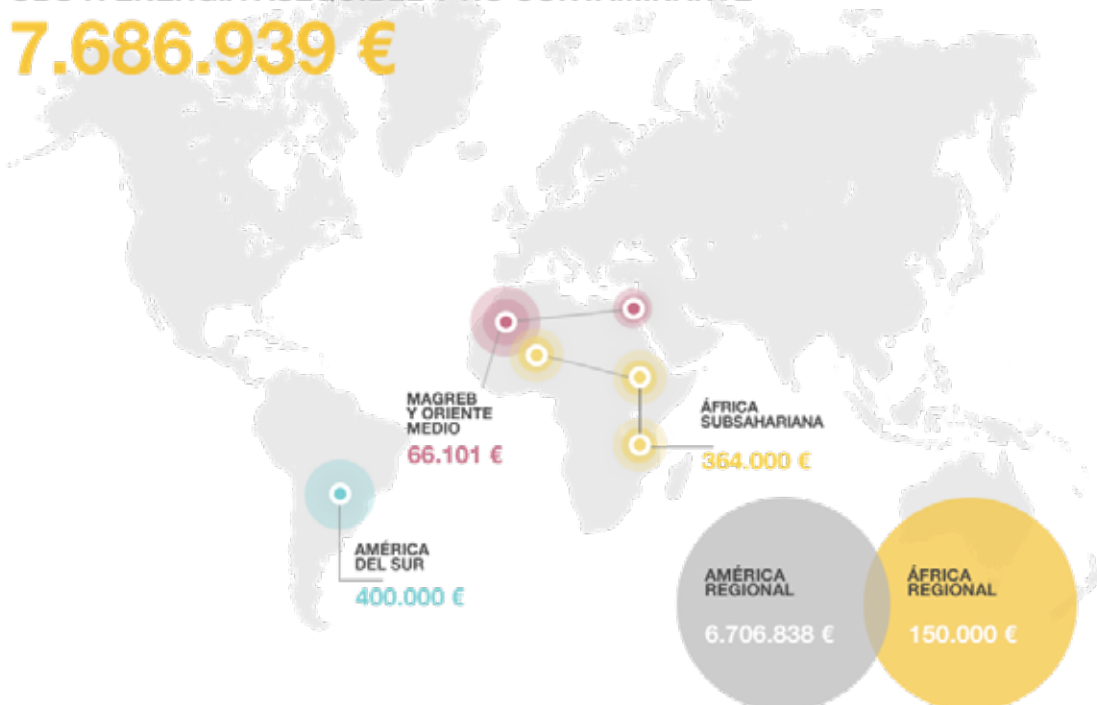 7.686.939 €
MAGREB
Y ORIENTE
MEDIO
66.101 €
ÁFRICA
SUBSAHARIANA
364.000 €
AMÉRICA
DEL SUR
400.000 €
AMÉRICA
REGIONAL
6.706.838 €
ÁFRICA
REGIONAL
150.000 €